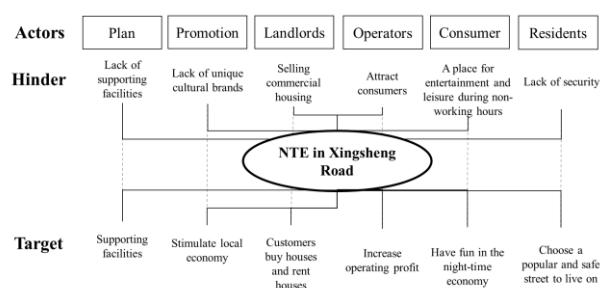 Actors Plan Promotion Landlords Operators Consumer Residents
Hinder
Lack of
supporting
facilities
Lack of unique
cultural brands
Selling
commercial
housing
Attract
consumers
A place for
entertainment and
leisure during non-
working hours
Lack of security
NTE in Xingsheng
Road
Target
Supporting
facilities
Stimulate local
economy
Customers
buy houses
and rent
houses
Increase
operating profit
Have fun in the
night-time
economy
Choose a
popular and safe
street to live on